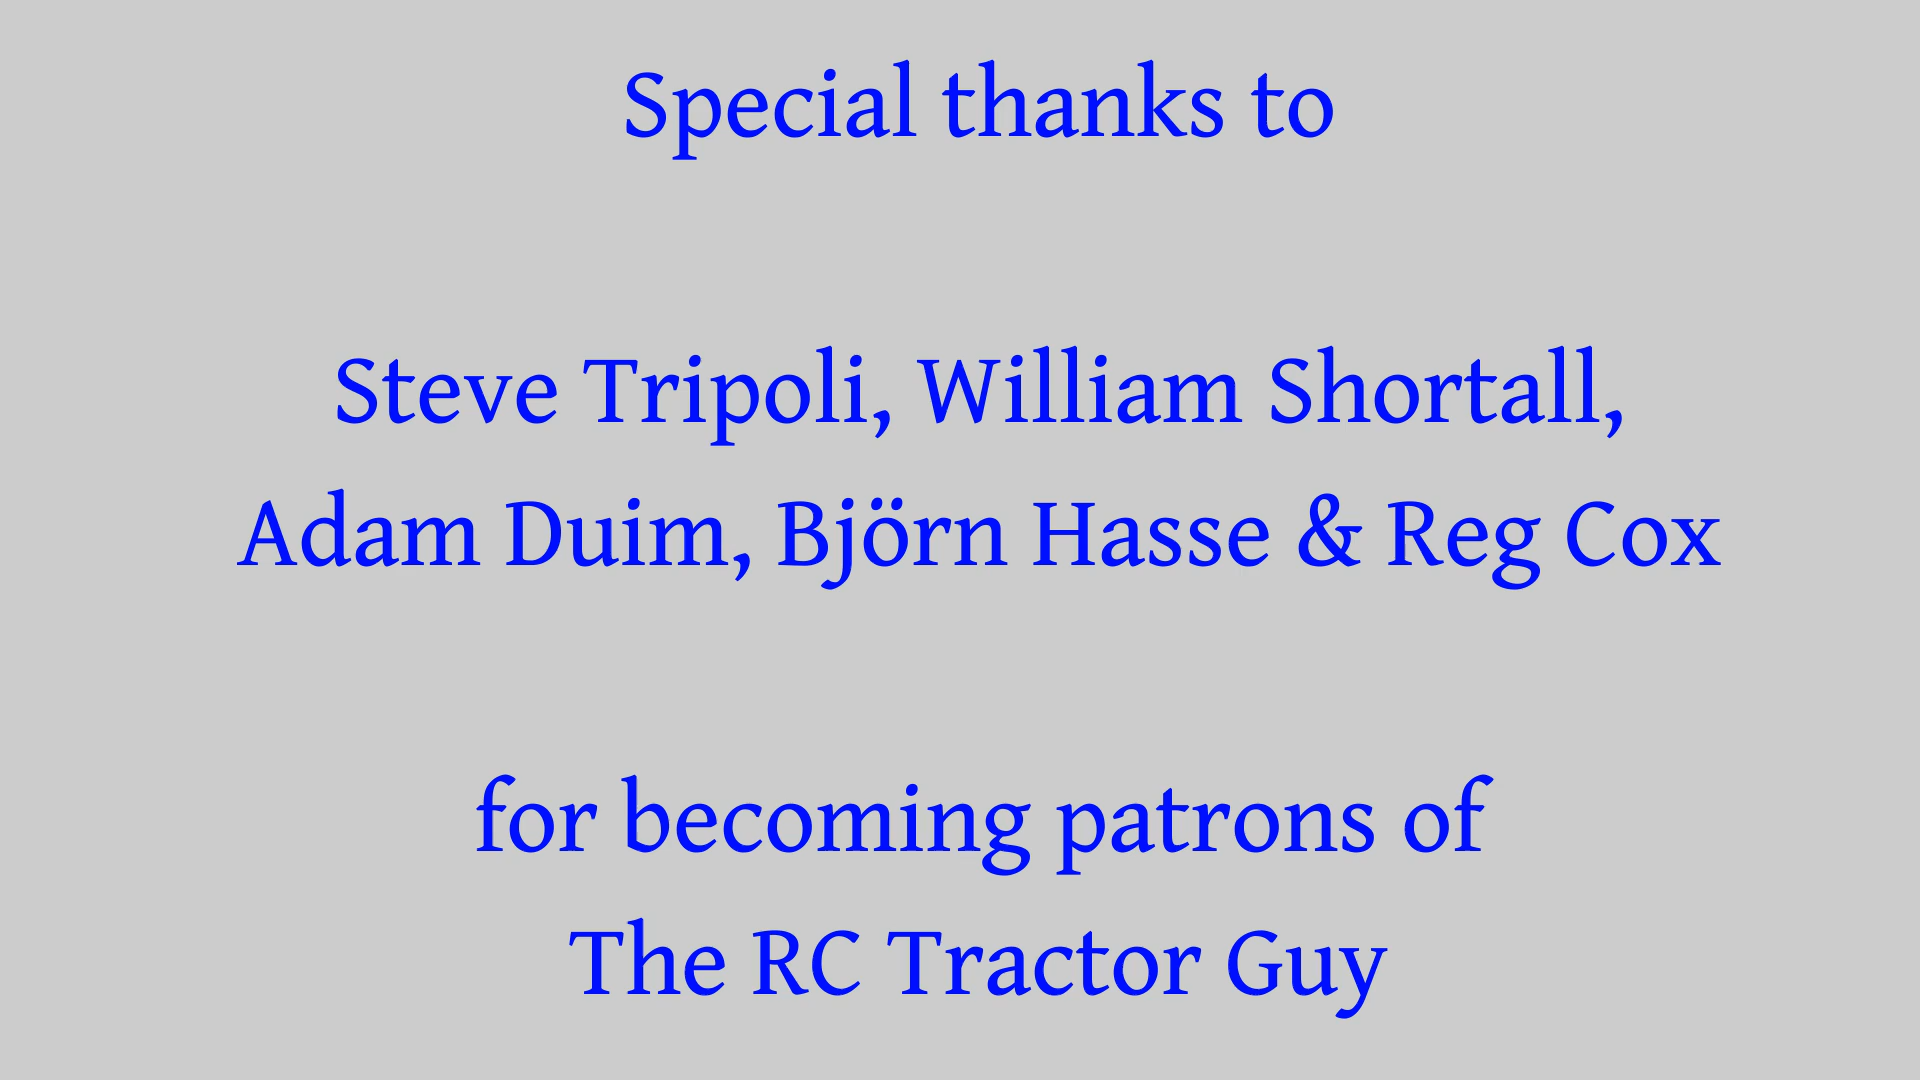 Special thanks to
Steve Tripoli, William Shortall,
Adam Duim, Björn Hasse & Reg Cox
for becoming patrons of
The RC Tractor Guy